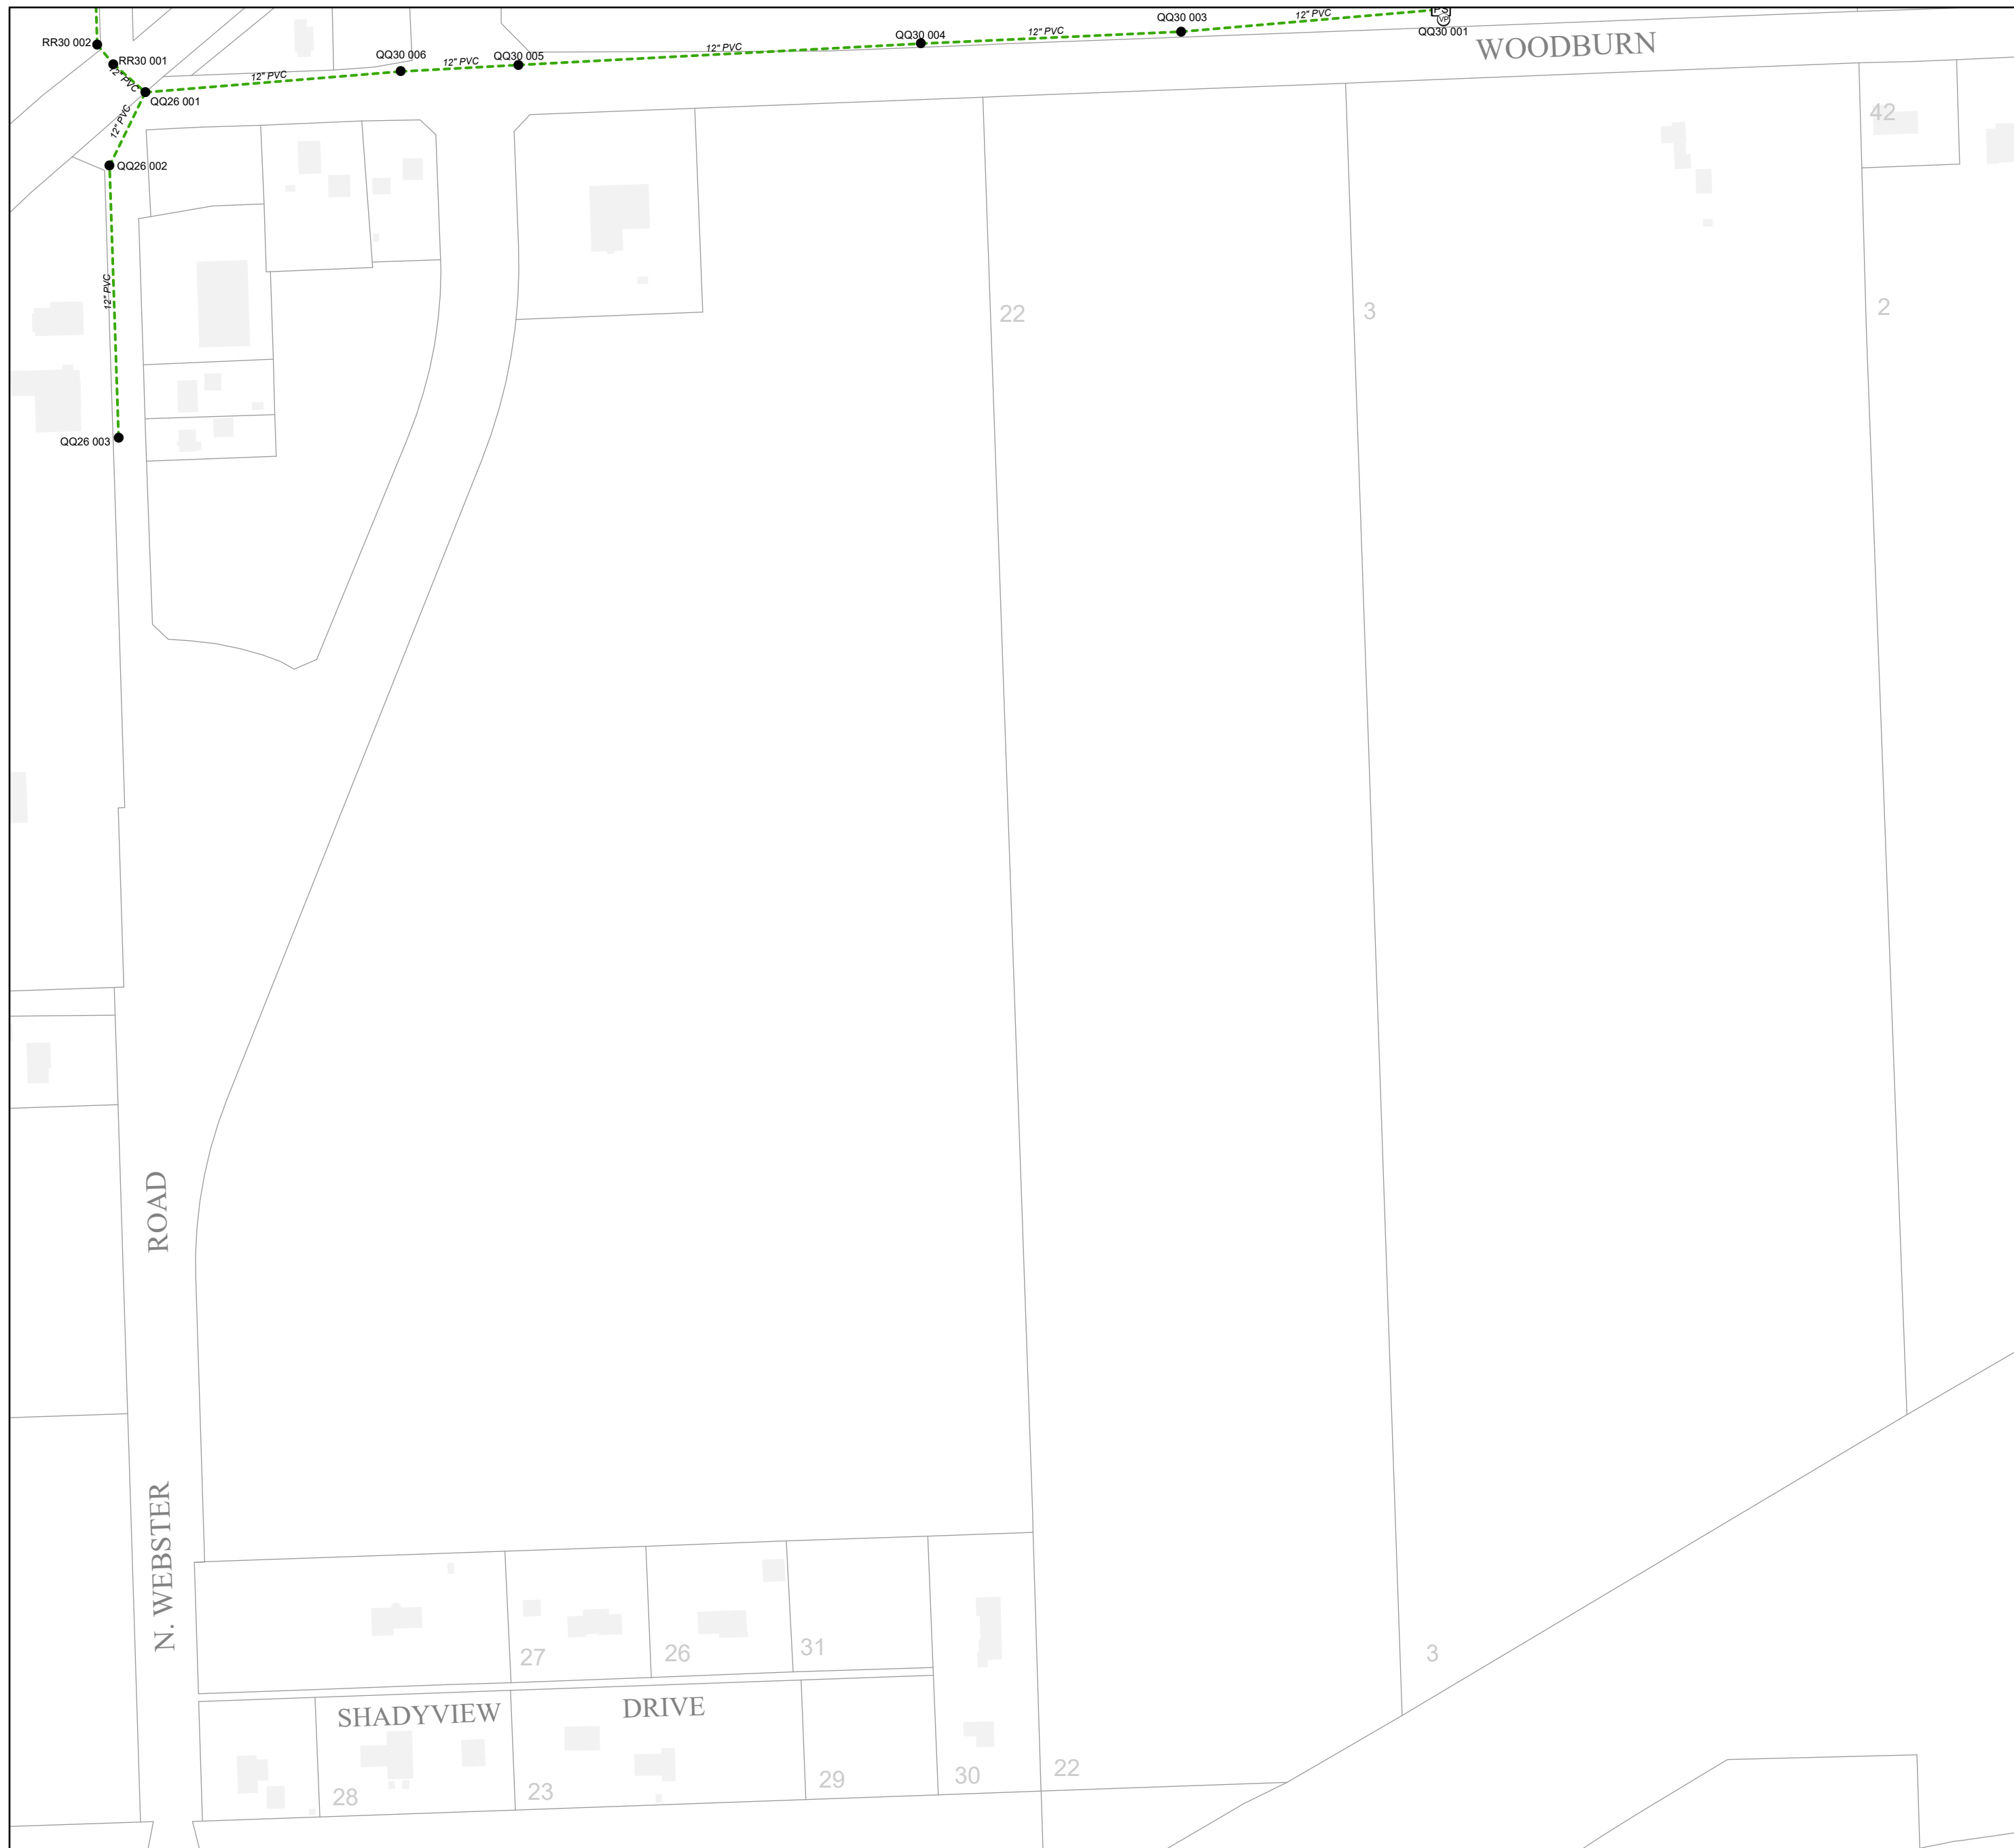 RR30 002
RR30 001
12" PVC
QQ26 001
12" PVC
QQ30 006
12" PVC
QQ30 005
12" PVC
QQ30 004
12" PVC
QQ30 003
12" PVC
VP
QQ30 001
WOODBURN
12" PVC
QQ26 002
12" PVC
QQ26 003
42
22
3
2
ROAD
N. WEBSTER
27
26
31
3
SHADYVIEW DRIVE
28
23
29
30
22